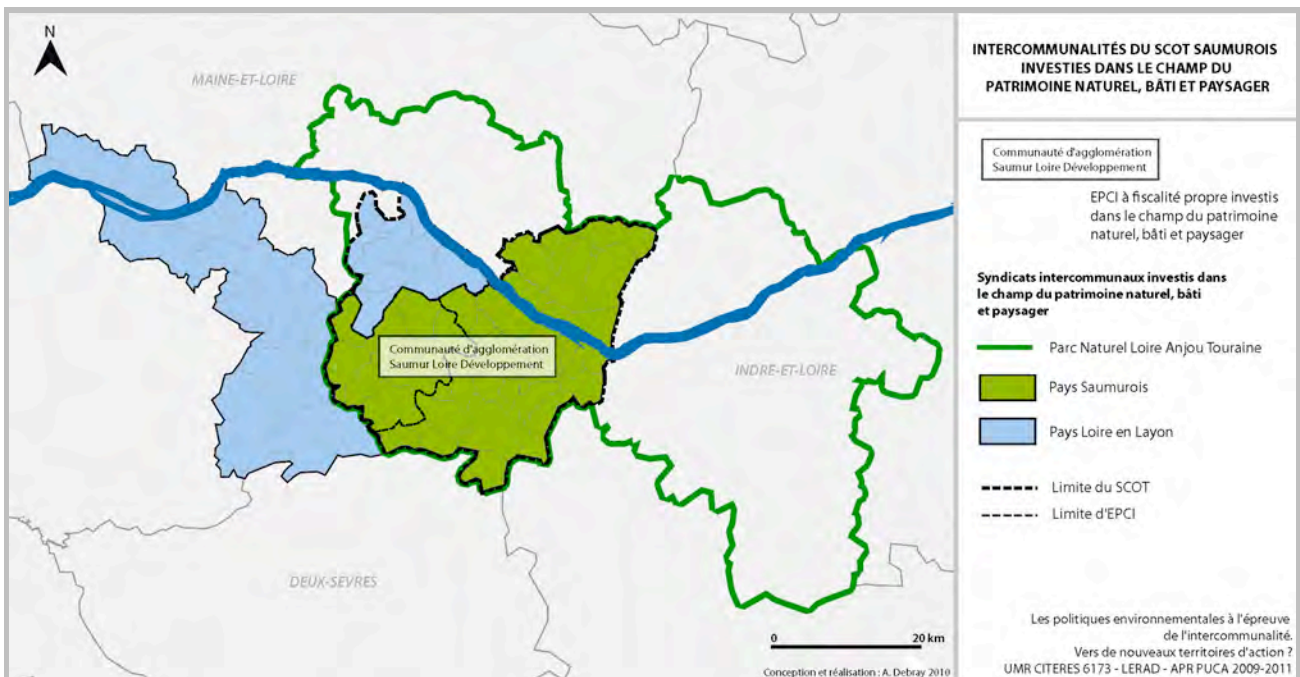 N
MAINE-ET-LOIRE
Communauté d'agglomération
Saumur Loire Développement
INDRE-ET-LOIRE
DEUX-SEVRES
0 20 km
Conception et réalisation : A. Debray 2010
INTERCOMMUNALITÉS DU SCOT SAUMUROIS
INVESTIES DANS LE CHAMP DU
PATRIMOINE NATUREL, BÂTI ET PAYSAGER
Communauté d'agglomération
Saumur Loire Développement
EPCI à fiscalité propre investis
dans le champ du patrimoine
naturel, bâti et paysager
Syndicats intercommunaux investis dans
le champ du patrimoine naturel, bâti
et paysager
Parc Naturel Loire Anjou Touraine
Pays Saumurois
Pays Loire en Layon
Limite du SCOT
Limite d'EPCI
Les politiques environnementales à l'épreuve
de l'intercommunalité.
Vers de nouveaux territoires d'action ?
UMR CITERES 6173 - LERAD - APR PUCA 2009-2011